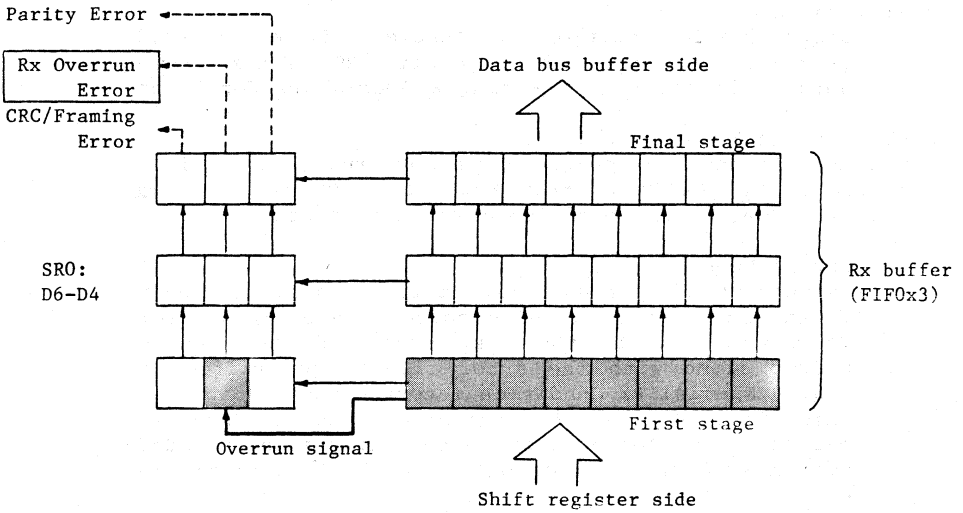 Parity Error
Rx Overrun
Error
CRC/Framing
Error
Data bus buffer side
Final stage
SR0:
D6-D4
Rx buffer
(FIFOx3)
First stage
Overrun signal
Shift register side